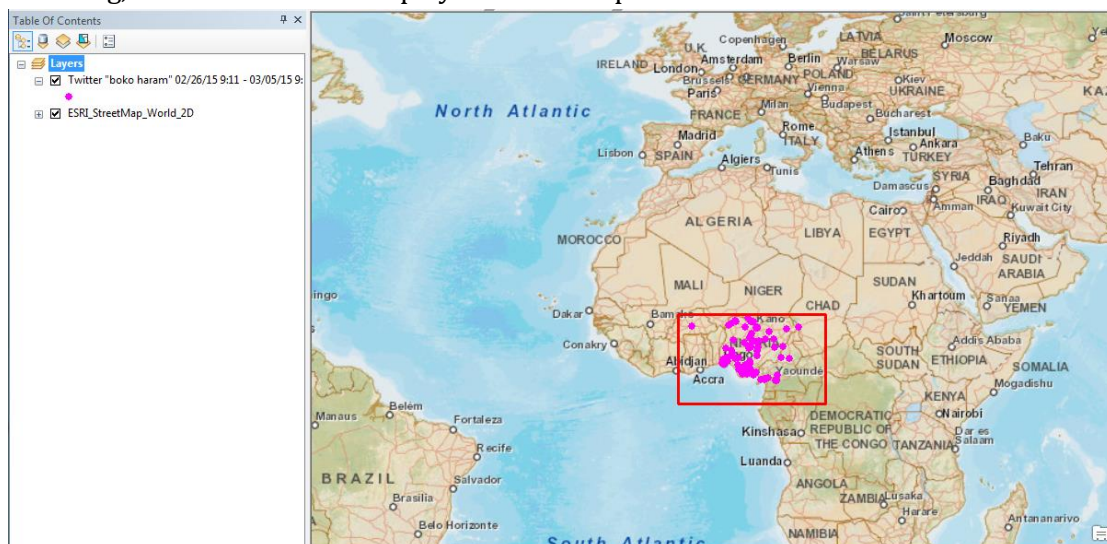 Table Of Contents
Layers
Twitter "boko haram" 02/26/15 9:11 - 03/05/15 9:
ESRI_StreetMap_World_2D
Copenhagen
LATVIA
Moscow
U.K.
BELARUS
IRELAND
London
Amsterdam
Berlin
Warsaw
Brussels
GERMANY
POLAND
Kiev
Paris
Vienna
UKRAINE
KAZ
FRANCE
Milan
Budapest
Bucharest
North Atlantic
Rome
ITALY
Istanbul
Ankara
Baku
Madrid
Lisbon
SPAIN
Algiers
Tunis
Athens
TURKEY
Tehran
SYRIA
Damascus
Baghdad
IRAN
IRAQ
Amman
Kuwait City
Cairo
ALGERIA
LIBYA
EGYPT
MOROCCO
Riyadh
Jeddah
SAUDI
ARABIA
MALI
NIGER
SUDAN
CHAD
Khartoum
Sanaa
YEMEN
ingo
Dakar
Bamako
Kano
Conakry
Addis Ababa
Abidjan
Accra
Yaoundé
SOUTH
SUDAN
ETHIOPIA
SOMALIA
Mogadishu
KENYA
Nairobi
Manaus
Belém
Fortaleza
DEMOCRATIC
REPUBLIC OF
THE CONGO
Kinshasa
TANZANIA
Dar es
Salaam
Recife
Luanda
BRAZIL
Salvador
ANGOLA
ZAMBIA
Lusaka
Brasilia
Harare
Belo Horizonte
Antananarivo
NAMIBIA
South Atlantic